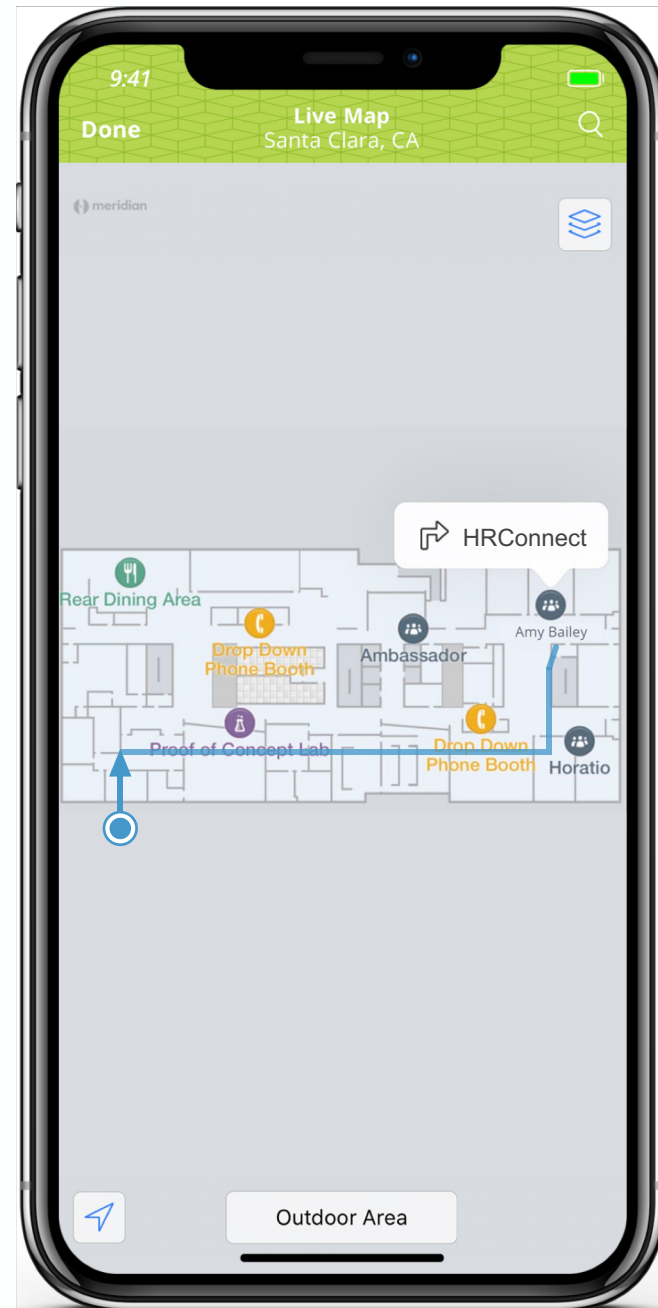 9:41
Live Map
Done
Santa Clara, CA
meridian
HRConnect
Rear Dining Area
Amy Bailey
Drop Down
Phone Booth
Ambassador
Proof of Concept Lab
Drop Down
Phone Booth
Horatio
Outdoor Area